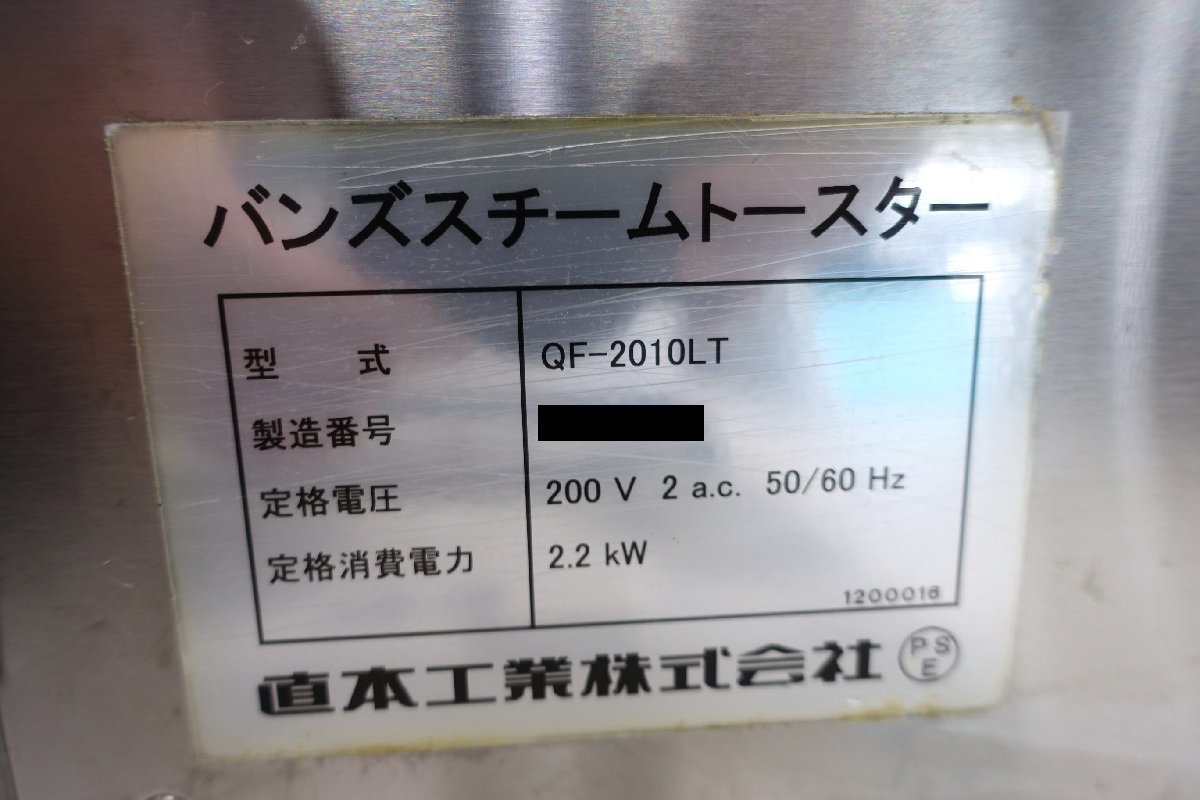 バンズスチームトースター
型 式 QF-2010LT
製造番号
定格電圧 200 V 2 a.c. 50/60 Hz
定格消費電力 2.2 kW
1200018
直本工業株式会社 PSE